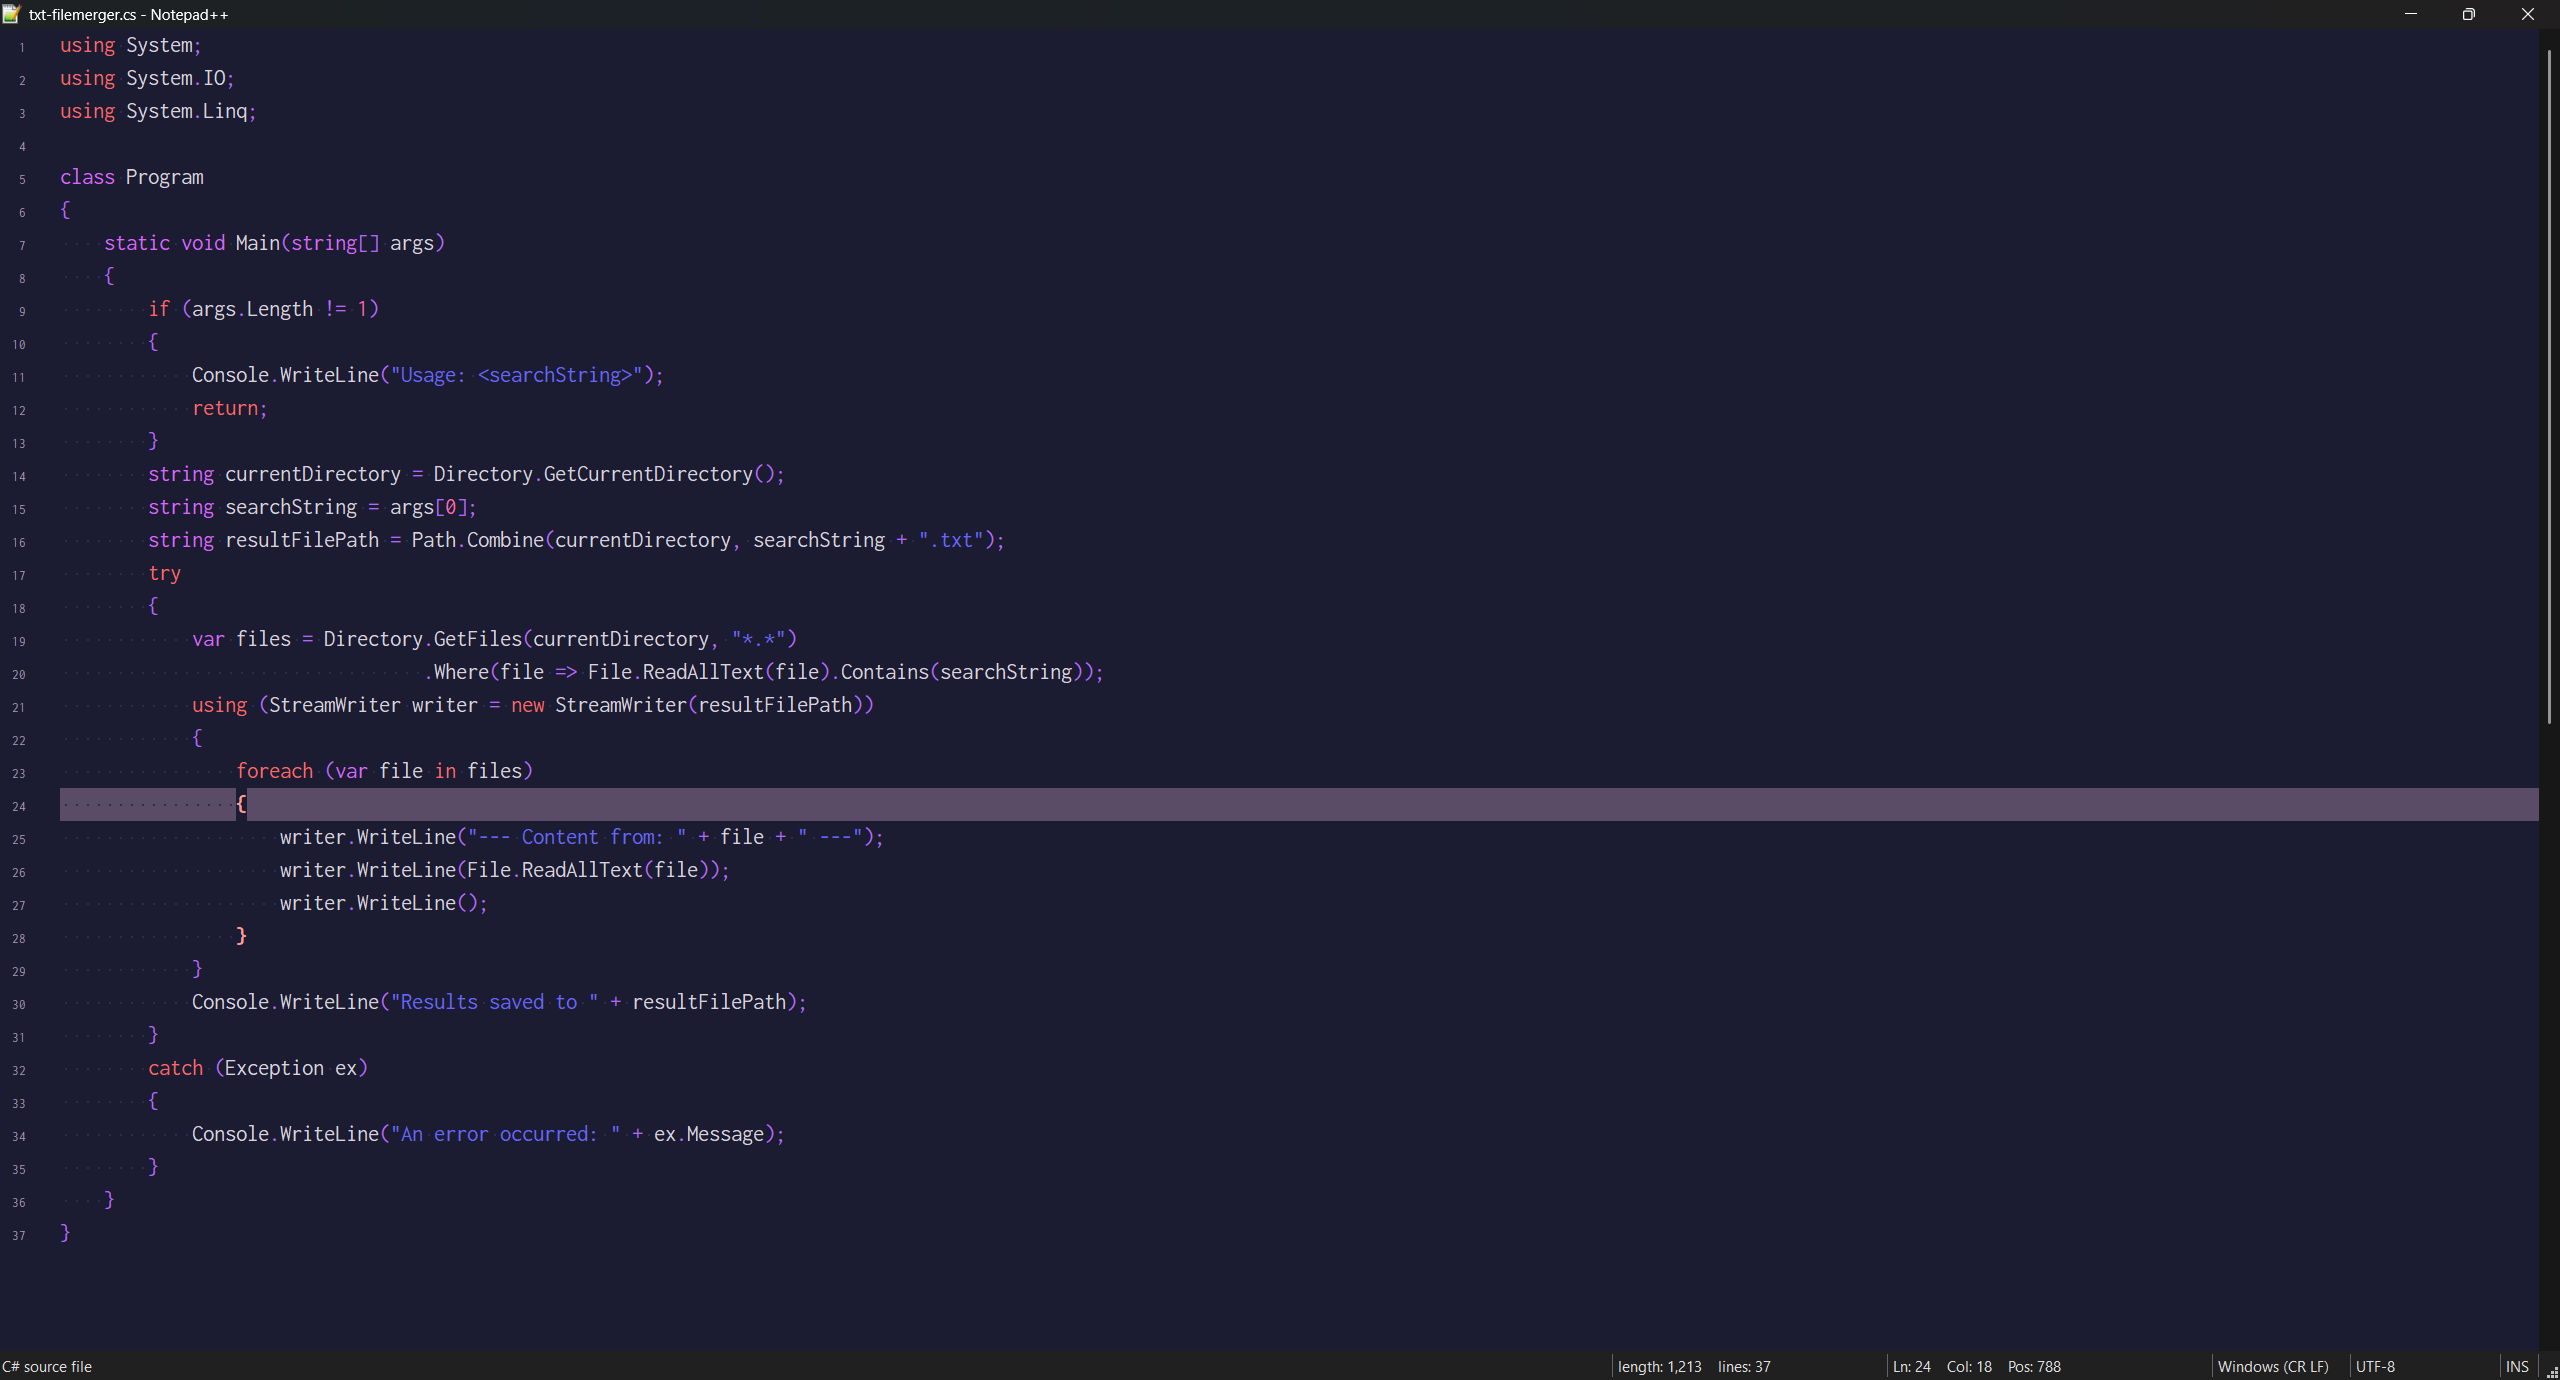 txt-filemerger.cs - Notepad++
1 using System;
2 using System.IO;
3 using System.Linq;
4
5 class Program
6 {
7     static void Main(string[] args)
8     {
9         if (args.Length != 1)
10         {
11             Console.WriteLine("Usage: <searchString>");
12             return;
13         }
14         string currentDirectory = Directory.GetCurrentDirectory();
15         string searchString = args[0];
16         string resultFilePath = Path.Combine(currentDirectory, searchString + ".txt");
17         try
18         {
19             var files = Directory.GetFiles(currentDirectory, "*.*")
20                                  .Where(file => File.ReadAllText(file).Contains(searchString));
21             using (StreamWriter writer = new StreamWriter(resultFilePath))
22             {
23                 foreach (var file in files)
24                 {
25                     writer.WriteLine("--- Content from: " + file + " ---");
26                     writer.WriteLine(File.ReadAllText(file));
27                     writer.WriteLine();
28                 }
29             }
30             Console.WriteLine("Results saved to " + resultFilePath);
31         }
32         catch (Exception ex)
33         {
34             Console.WriteLine("An error occurred: " + ex.Message);
35         }
36     }
37 }
C# source file length: 1,213 lines: 37 Ln: 24 Col: 18 Pos: 788 Windows (CR LF) UTF-8 INS